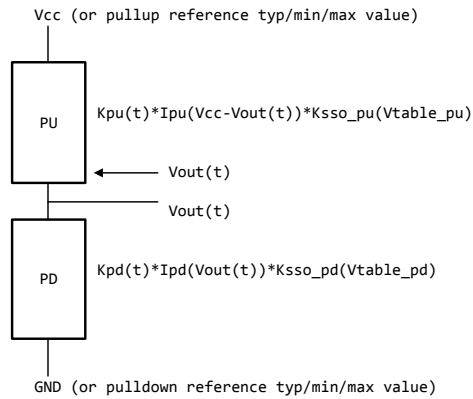 Vcc (or pullup reference typ/min/max value)
PU
Kpu(t)*Ipu(Vcc-Vout(t))*Ksso_pu(Vtable_pu)
Vout(t)
Vout(t)
PD
Kpd(t)*Ipd(Vout(t))*Ksso_pd(Vtable_pd)
GND (or pulldown reference typ/min/max value)